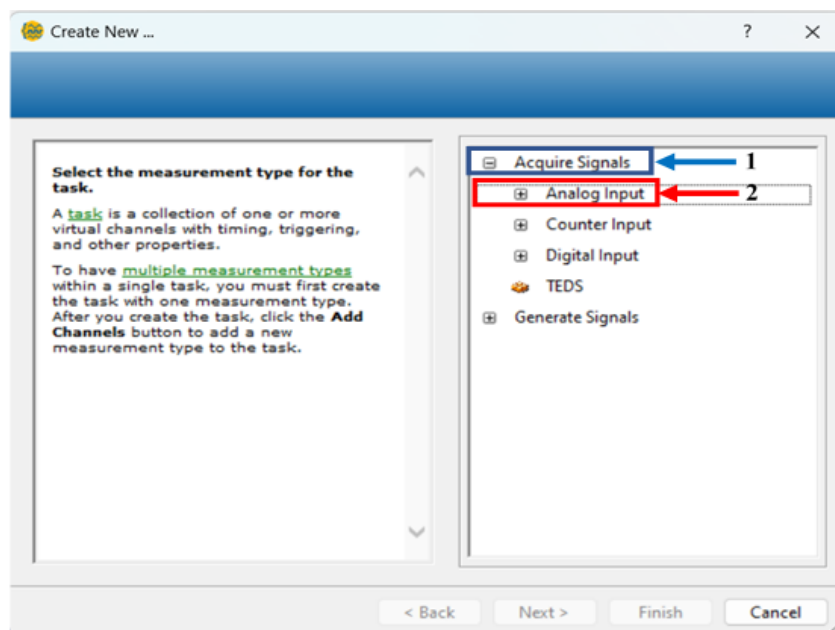 Create New ...
?
Select the measurement type for the
task.
A task is a collection of one or more
virtual channels with timing, triggering,
and other properties.
To have multiple measurement types
within a single task, you must first create
the task with one measurement type.
After you create the task, click the Add
Channels button to add a new
measurement type to the task.
Acquire Signals
1
Analog Input
2
Counter Input
Digital Input
TEDS
Generate Signals
< Back
Next >
Finish
Cancel